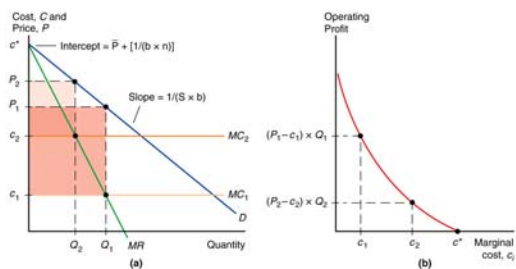 Cost, C and
Price, P
c*
Intercept = P̅ + [1/(b × n)]
P₂
P₁
Slope = 1/(S × b)
c₂
MC₂
c₁
MC₁
D
Q₂
Q₁
MR
Quantity
(a)
Operating
Profit
(P₁−c₁) × Q₁
(P₂−c₂) × Q₂
c₁
c₂
c*
Marginal
cost, cᵢ
(b)